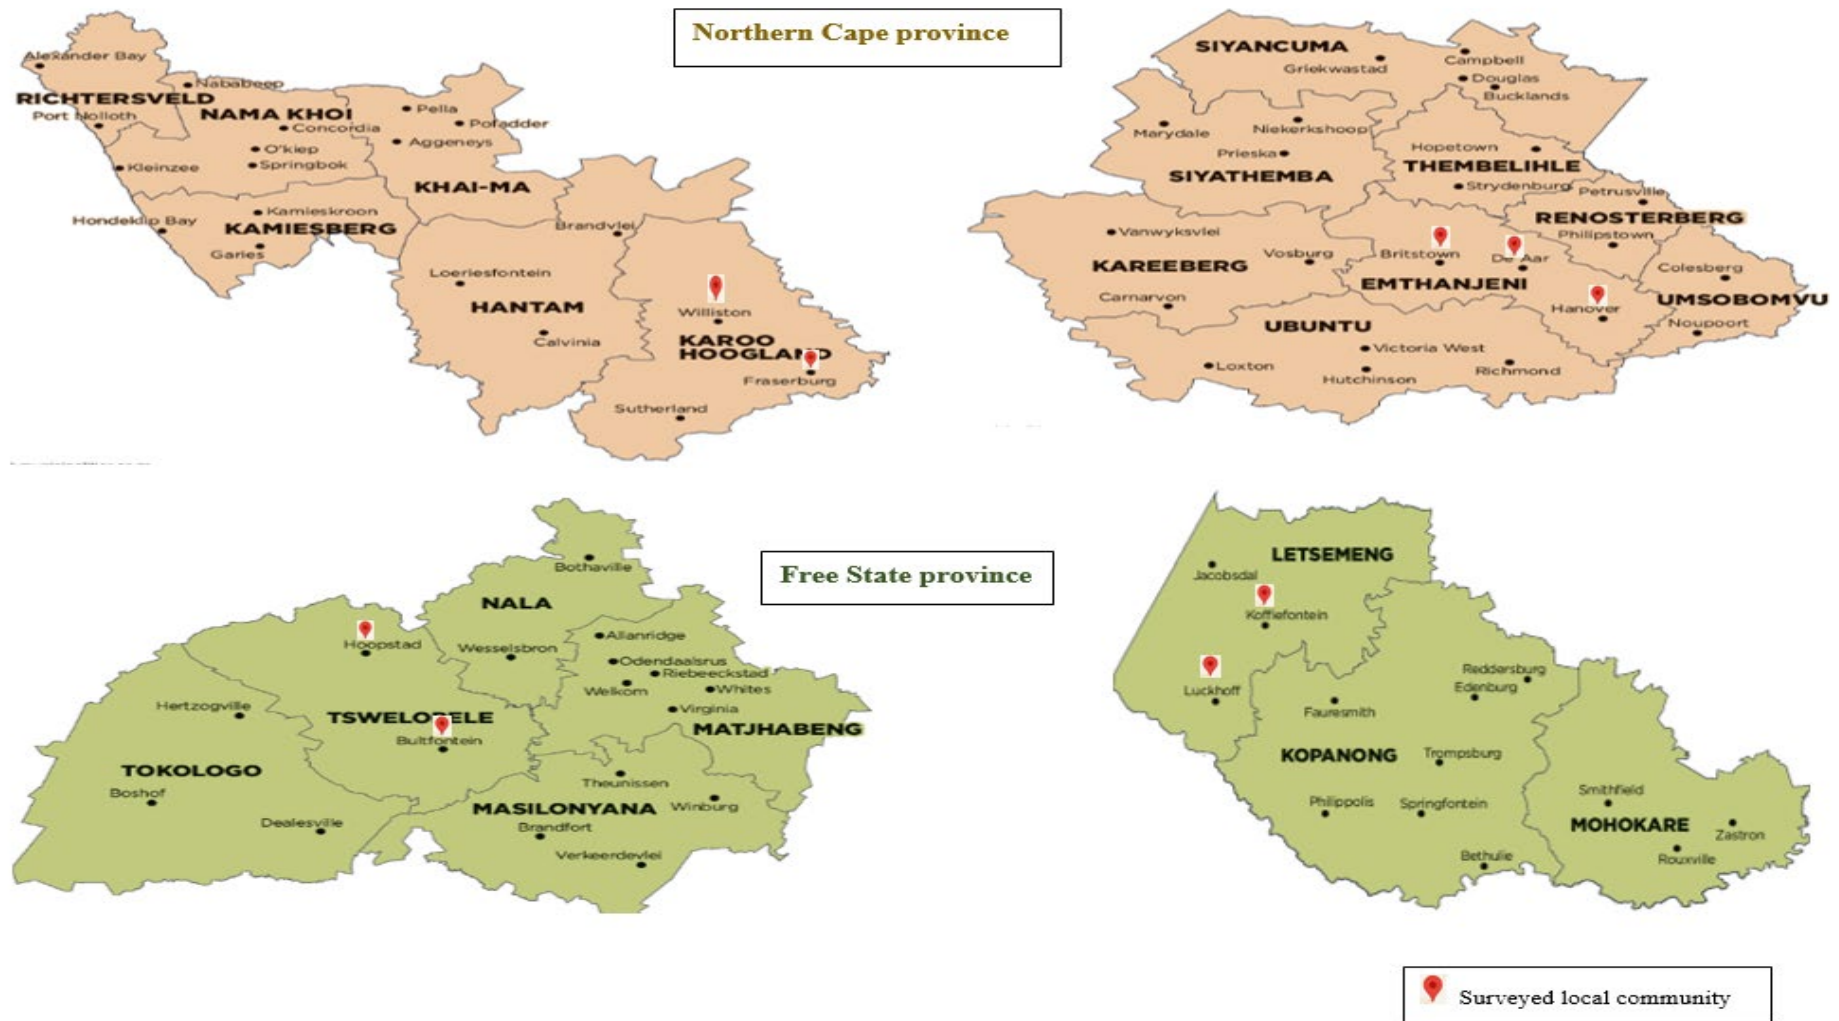 Northern Cape province
Alexander Bay
Nababeep
RICHTERSVELD
Port Nolloth
NAMA KHOI
Concordia
O'kiep
Springbok
Kleinzee
Pella
Pofadder
Aggeneys
KHAI-MA
Kamieskroon
Hondeklip Bay
KAMIESBERG
Garies
Brandvlei
Loeriesfontein
HANTAM
Calvinia
Williston
KAROO
HOOGLAND
Fraserburg
Sutherland
SIYANCUMA
Griekwastad
Campbell
Douglas
Bucklands
Marydale
Niekerkshoop
Prieska
SIYATHEMBA
Hopetown
THEMBELIHLE
Strydenburg
Petrusville
RENOSTERBERG
Philipstown
Vanwyksvlei
Vosburg
KAREEBERG
Carnarvon
Britstown
De Aar
EMTHANJENI
Hanover
Colesberg
UMSOBOMVU
Noupoort
UBUNTU
Victoria West
Loxton
Hutchinson
Richmond
Free State province
Bothaville
NALA
Hoopstad
Wesselsbron
Allanridge
Odendaalsrus
Riebeeckstad
Welkom
Whites
Virginia
MATJHABENG
Hertzogville
TSWELOPELE
Bultfontein
TOKOLOGO
Boshof
Dealesville
Theunissen
MASILONYANA
Winburg
Brandfort
Verkeerdevlei
LETSEMENG
Jacobsdal
Koffiefontein
Luckhoff
Fauresmith
Reddersburg
Edenburg
KOPANONG
Trompsburg
Philippolis
Springfontein
Bethulie
Smithfield
MOHOKARE
Zastron
Rouxville
Surveyed local community